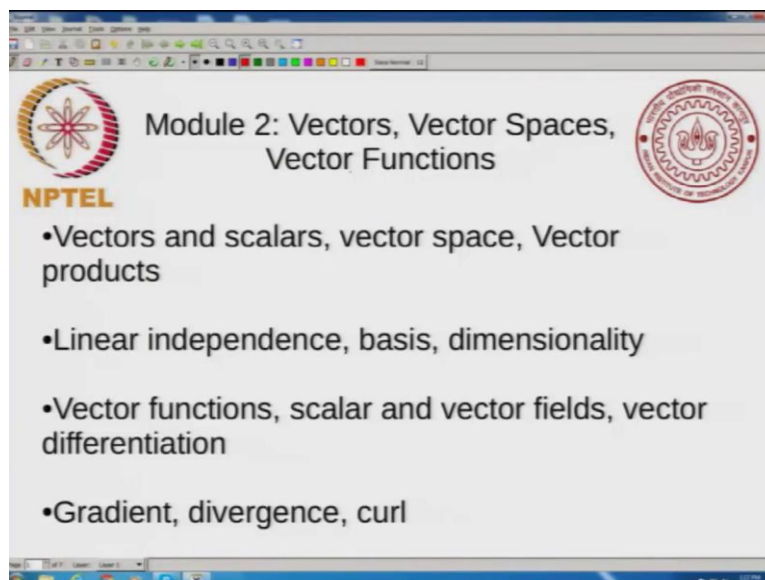 Module 2: Vectors, Vector Spaces,
Vector Functions
NPTEL
•Vectors and scalars, vector space, Vector
products
•Linear independence, basis, dimensionality
•Vector functions, scalar and vector fields, vector
differentiation
•Gradient, divergence, curl